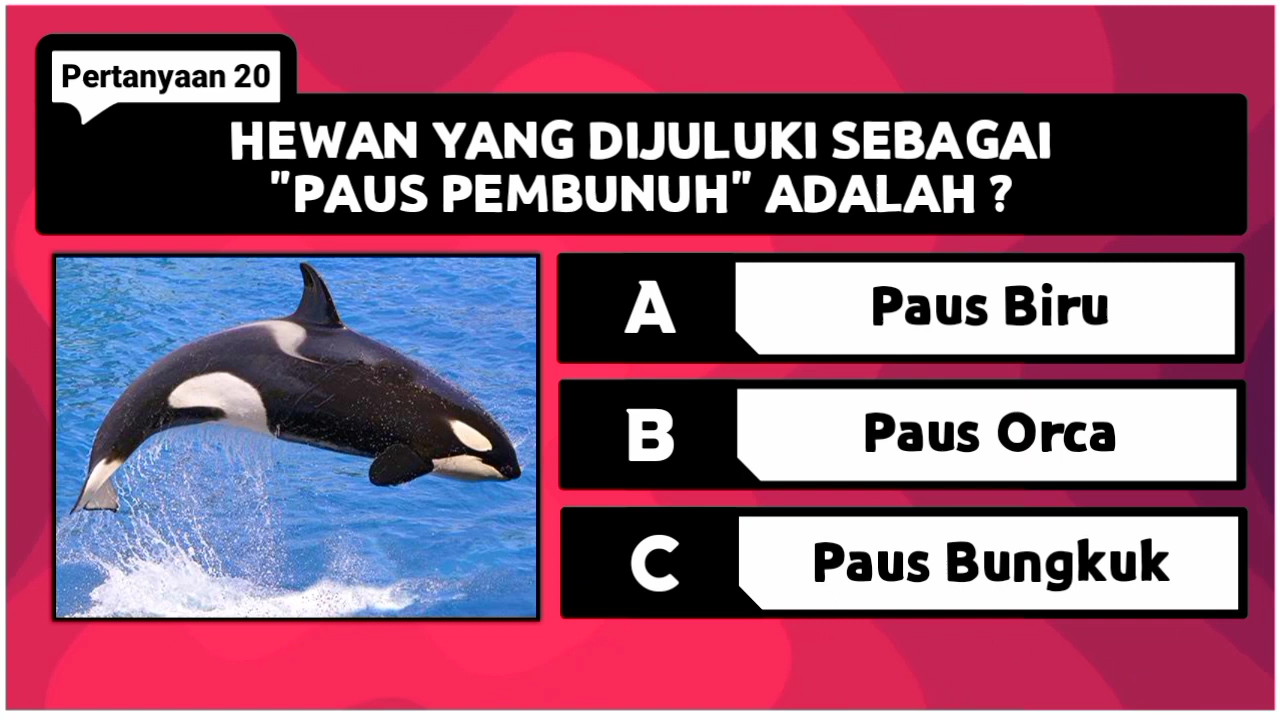 Pertanyaan 20
HEWAN YANG DIJULUKI SEBAGAI
"PAUS PEMBUNUH" ADALAH ?
A
Paus Biru
B
Paus Orca
C
Paus Bungkuk